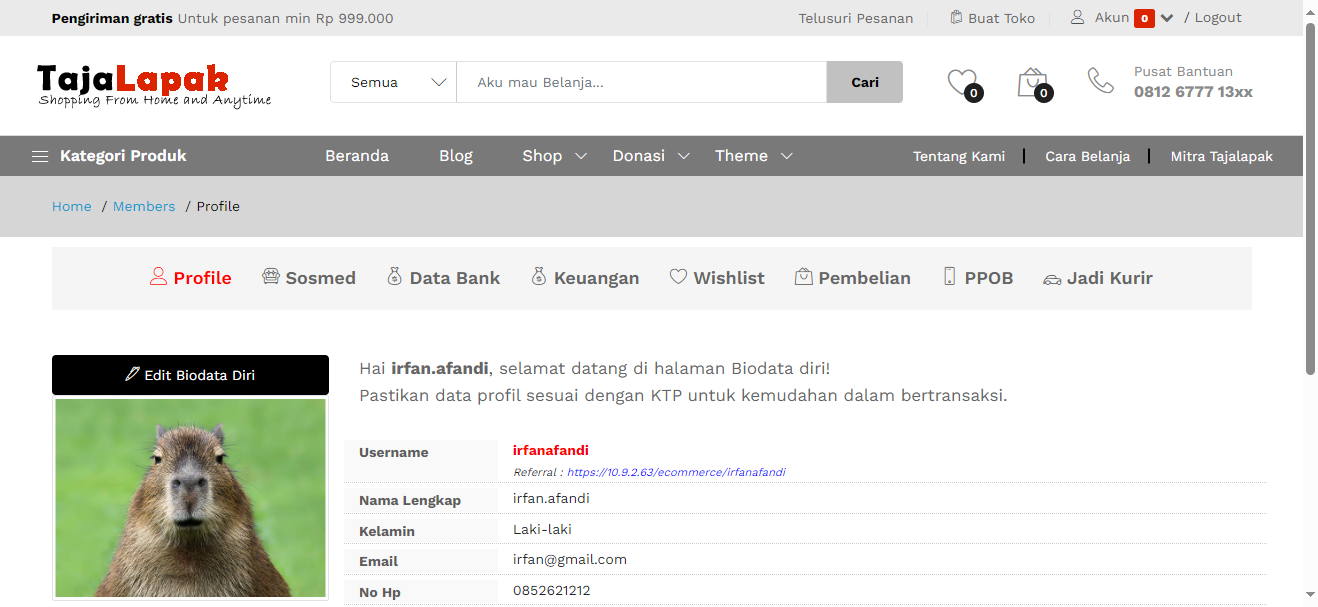 Pengiriman gratis Untuk pesanan min Rp 999.000
Telusuri Pesanan
Buat Toko
Akun 0 / Logout
TajaLapak
Shopping From Home and Anytime
Semua
Aku mau Belanja...
Cari
0
0
Pusat Bantuan
0812 6777 13xx
Kategori Produk
Beranda
Blog
Shop
Donasi
Theme
Tentang Kami
Cara Belanja
Mitra Tajalapak
Home / Members / Profile
Profile
Sosmed
Data Bank
Keuangan
Wishlist
Pembelian
PPOB
Jadi Kurir
Edit Biodata Diri
Hai irfan.afandi, selamat datang di halaman Biodata diri!
Pastikan data profil sesuai dengan KTP untuk kemudahan dalam bertransaksi.
Username
irfanafandi
Referral : https://10.9.2.63/ecommerce/irfanafandi
Nama Lengkap
irfan.afandi
Kelamin
Laki-laki
Email
irfan@gmail.com
No Hp
0852621212